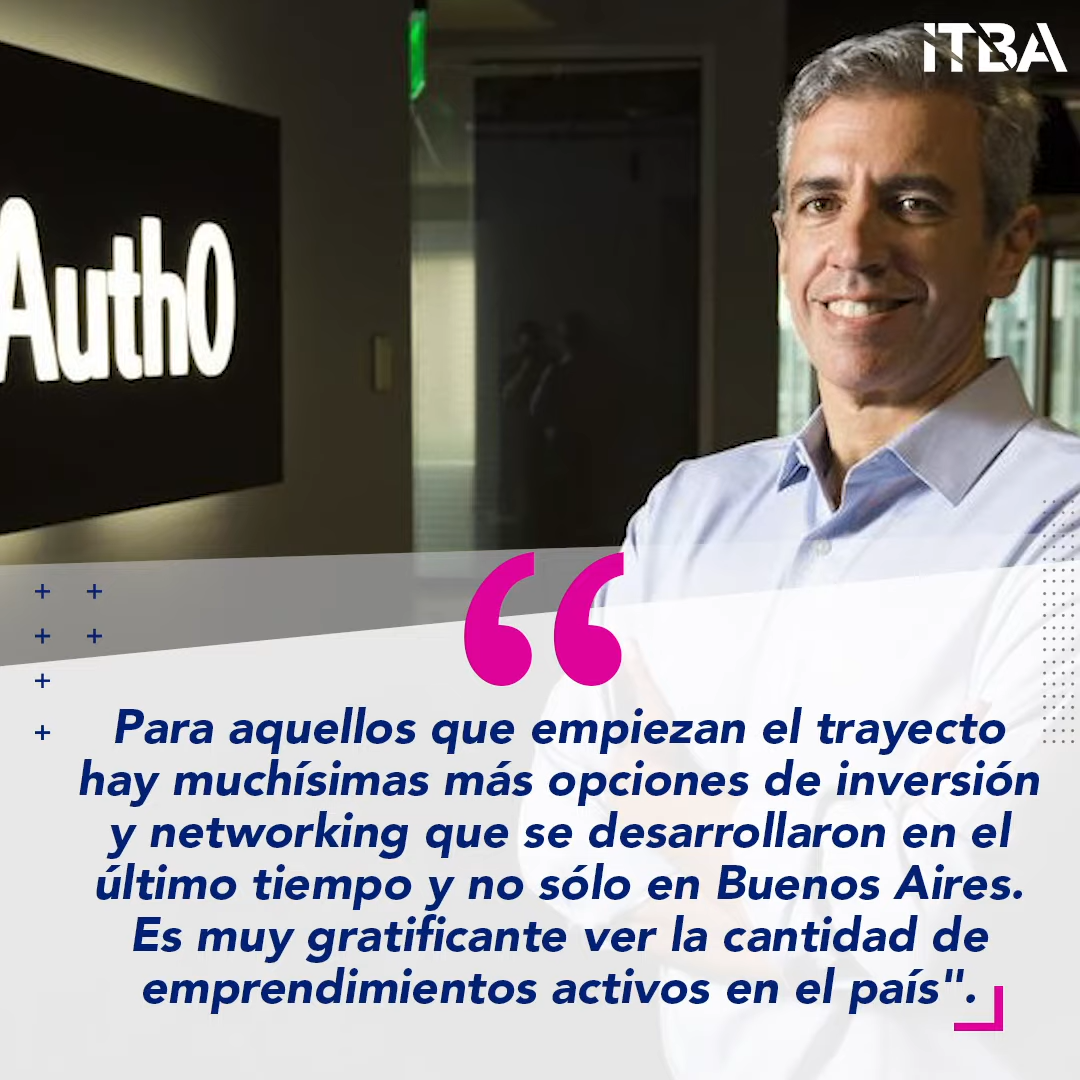 ITBA
Auth0
“
Para aquellos que empiezan el trayecto
hay muchísimas más opciones de inversión
y networking que se desarrollaron en el
último tiempo y no sólo en Buenos Aires.
Es muy gratificante ver la cantidad de
emprendimientos activos en el país".